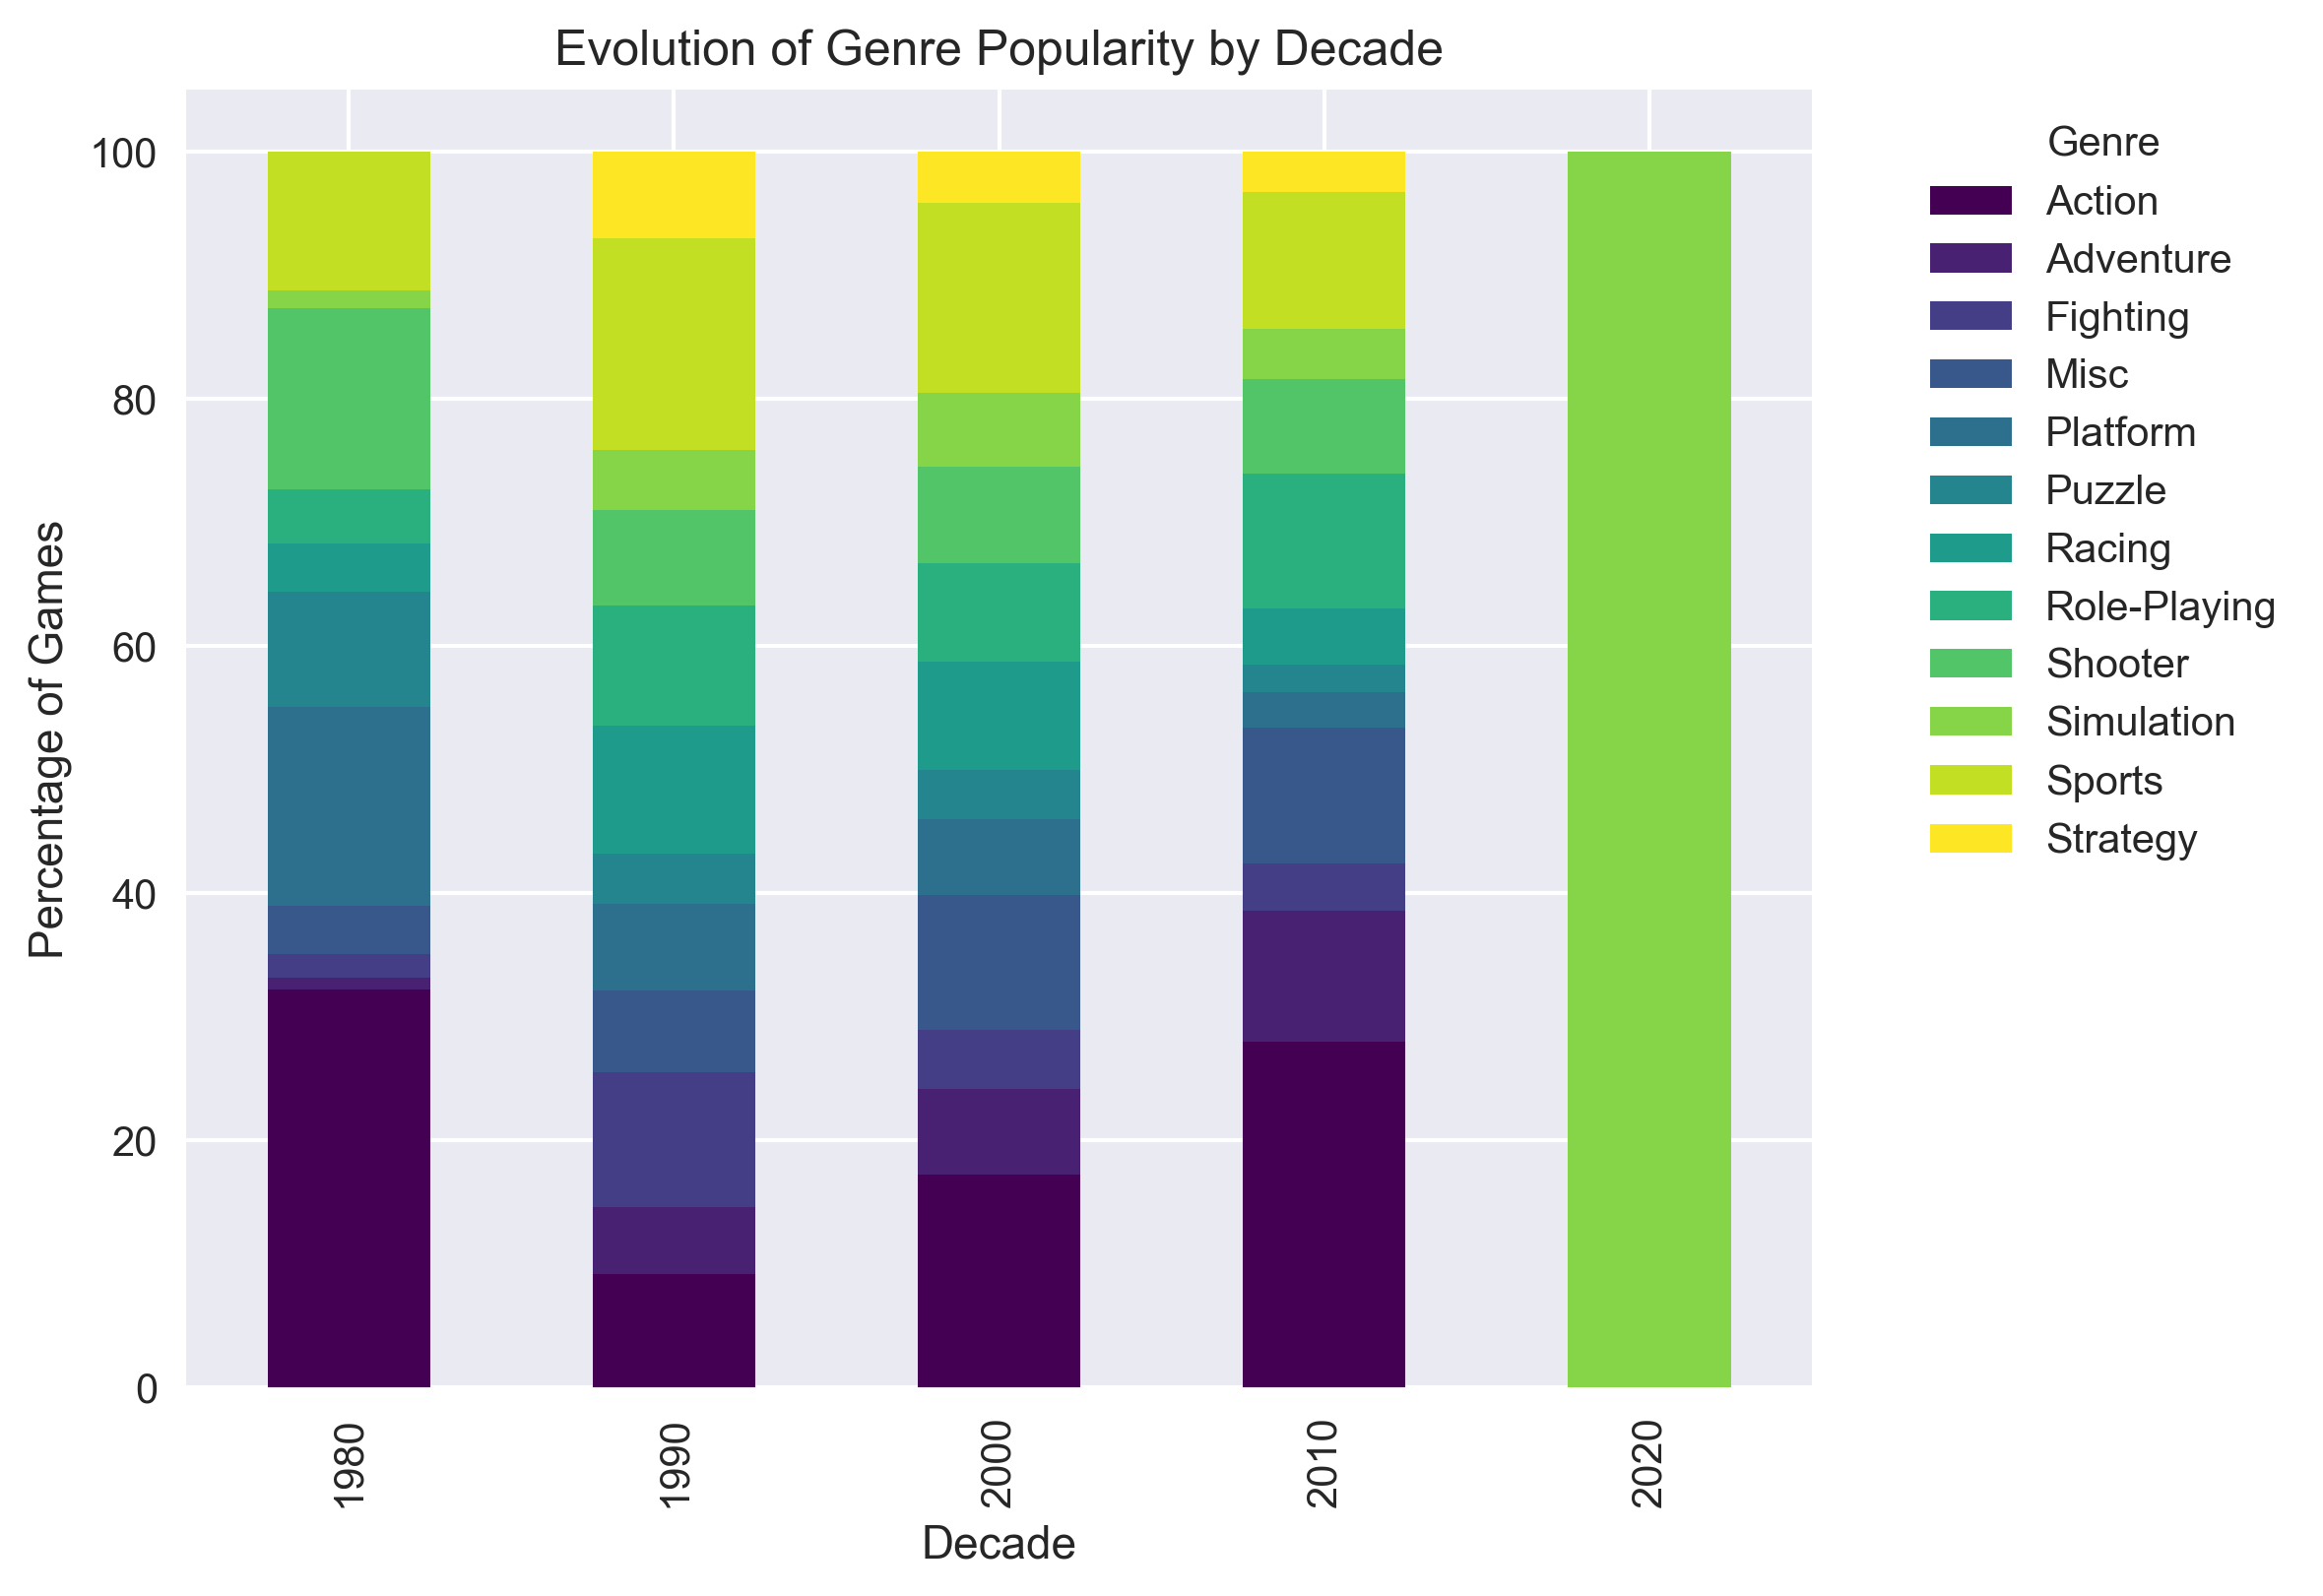 Evolution of Genre Popularity by Decade
Percentage of Games
100
80
60
40
20
0
1980
1990
2000
2010
2020
Decade
Genre
Action
Adventure
Fighting
Misc
Platform
Puzzle
Racing
Role-Playing
Shooter
Simulation
Sports
Strategy